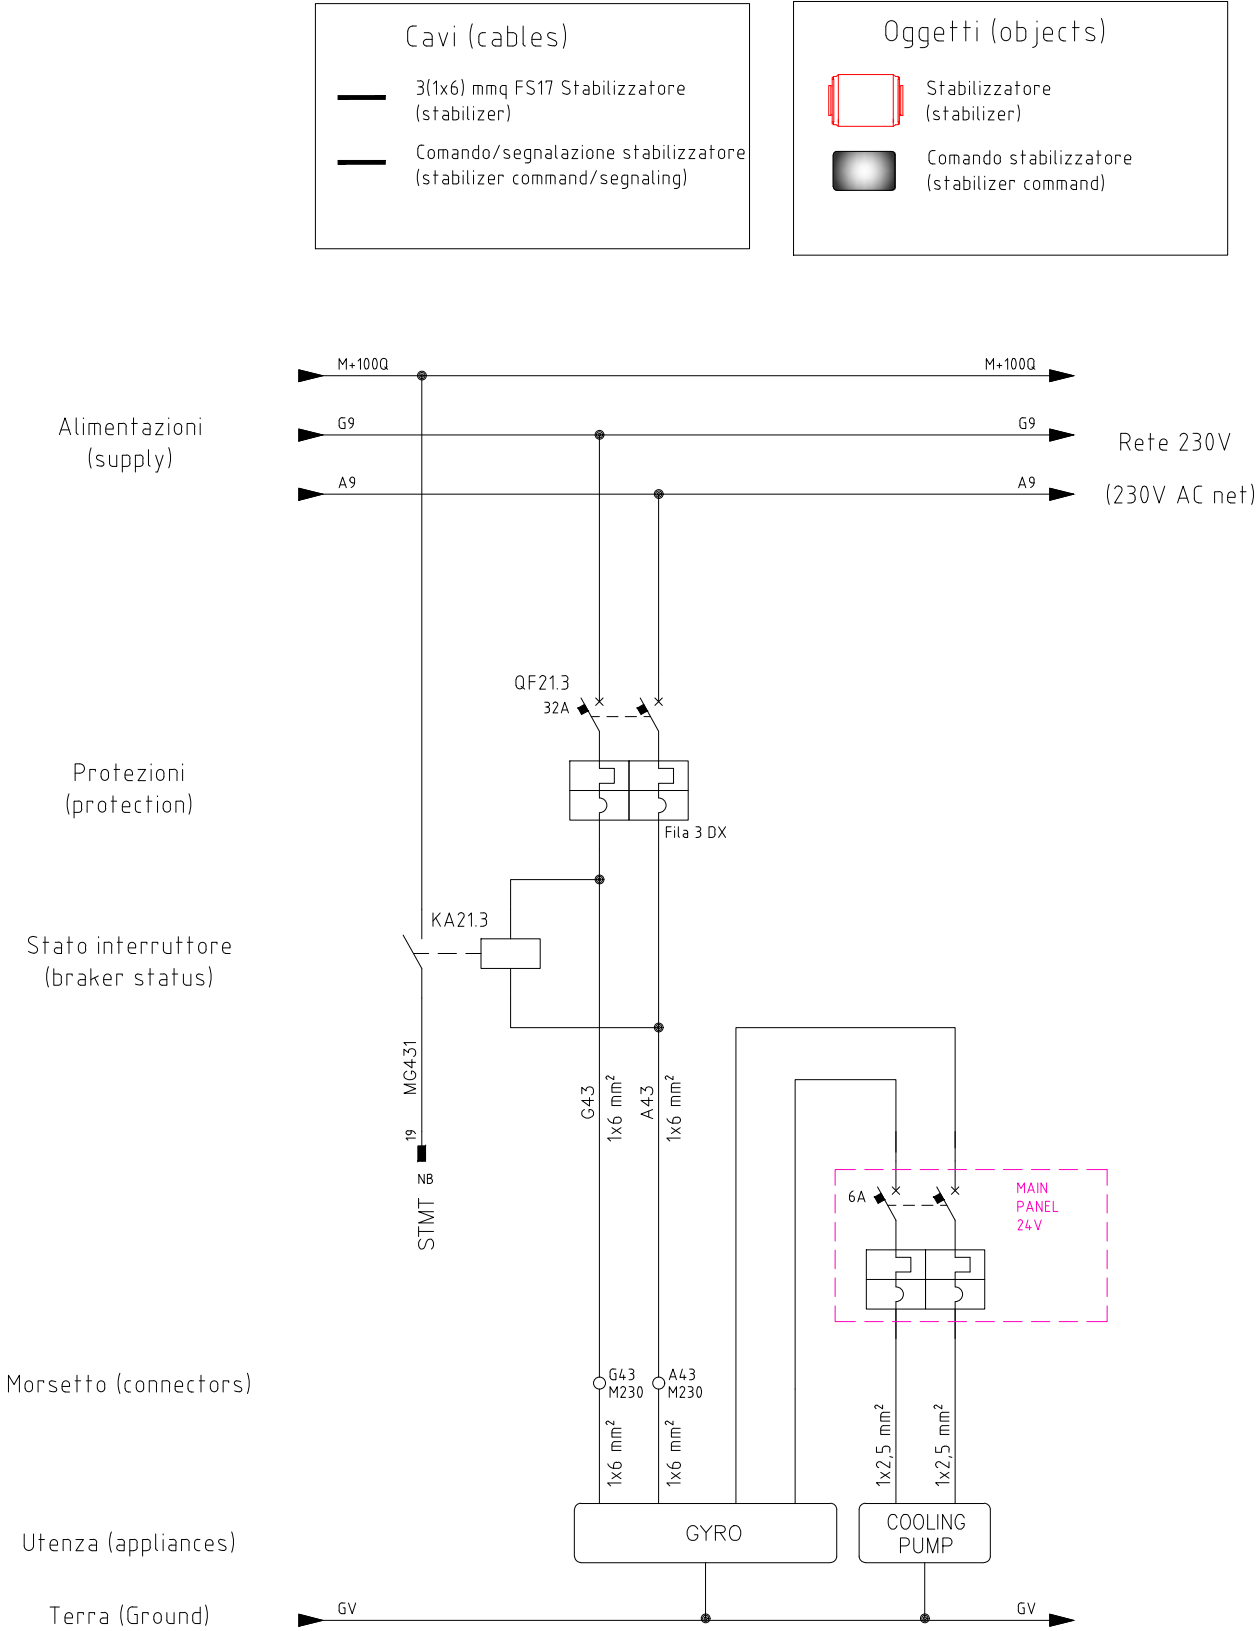 Cavi (cables)
3(1x6) mmq FS17 Stabilizzatore
(stabilizer)
Comando/segnalazione stabilizzatore
(stabilizer command/segnaling)
Oggetti (objects)
Stabilizzatore
(stabilizer)
Comando stabilizzatore
(stabilizer command)
M+100Q
M+100Q
Alimentazioni
(supply)
G9
G9
Rete 230V
A9
A9
(230V AC net)
QF21.3
32A
Protezioni
(protection)
Fila 3 DX
KA21.3
Stato interruttore
(braker status)
MG431
19
NB
STMT
G43
1x6 mm²
A43
1x6 mm²
6A
MAIN
PANEL
24V
Morsetto (connectors)
G43
M230
A43
M230
1x6 mm²
1x6 mm²
1x2,5 mm²
1x2,5 mm²
Utenza (appliances)
GYRO
COOLING
PUMP
Terra (Ground)
GV
GV